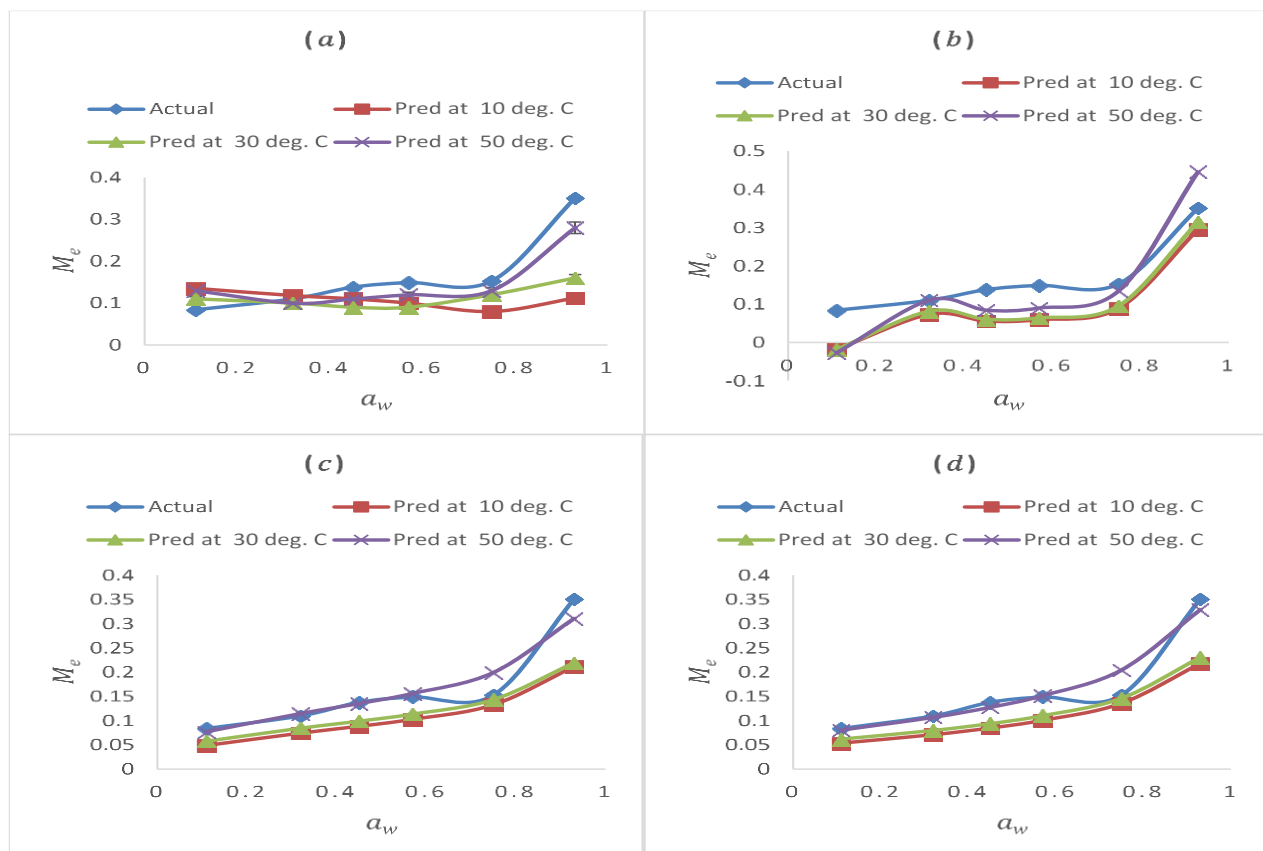 (a)
Actual
Pred at 10 deg. C
Pred at 30 deg. C
Pred at 50 deg. C
0.4
0.3
0.2
0.1
0
0 0.2 0.4 0.6 0.8 1
M_e
a_w
(b)
Actual
Pred at 10 deg. C
Pred at 30 deg. C
Pred at 50 deg. C
0.5
0.4
0.3
0.2
0.1
0
-0.1
0 0.2 0.4 0.6 0.8 1
M_e
a_w
(c)
Actual
Pred at 10 deg. C
Pred at 30 deg. C
Pred at 50 deg. C
0.4
0.35
0.3
0.25
0.2
0.15
0.1
0.05
0
0 0.2 0.4 0.6 0.8 1
M_e
a_w
(d)
Actual
Pred at 10 deg. C
Pred at 30 deg. C
Pred at 50 deg. C
0.4
0.35
0.3
0.25
0.2
0.15
0.1
0.05
0
0 0.2 0.4 0.6 0.8 1
M_e
a_w